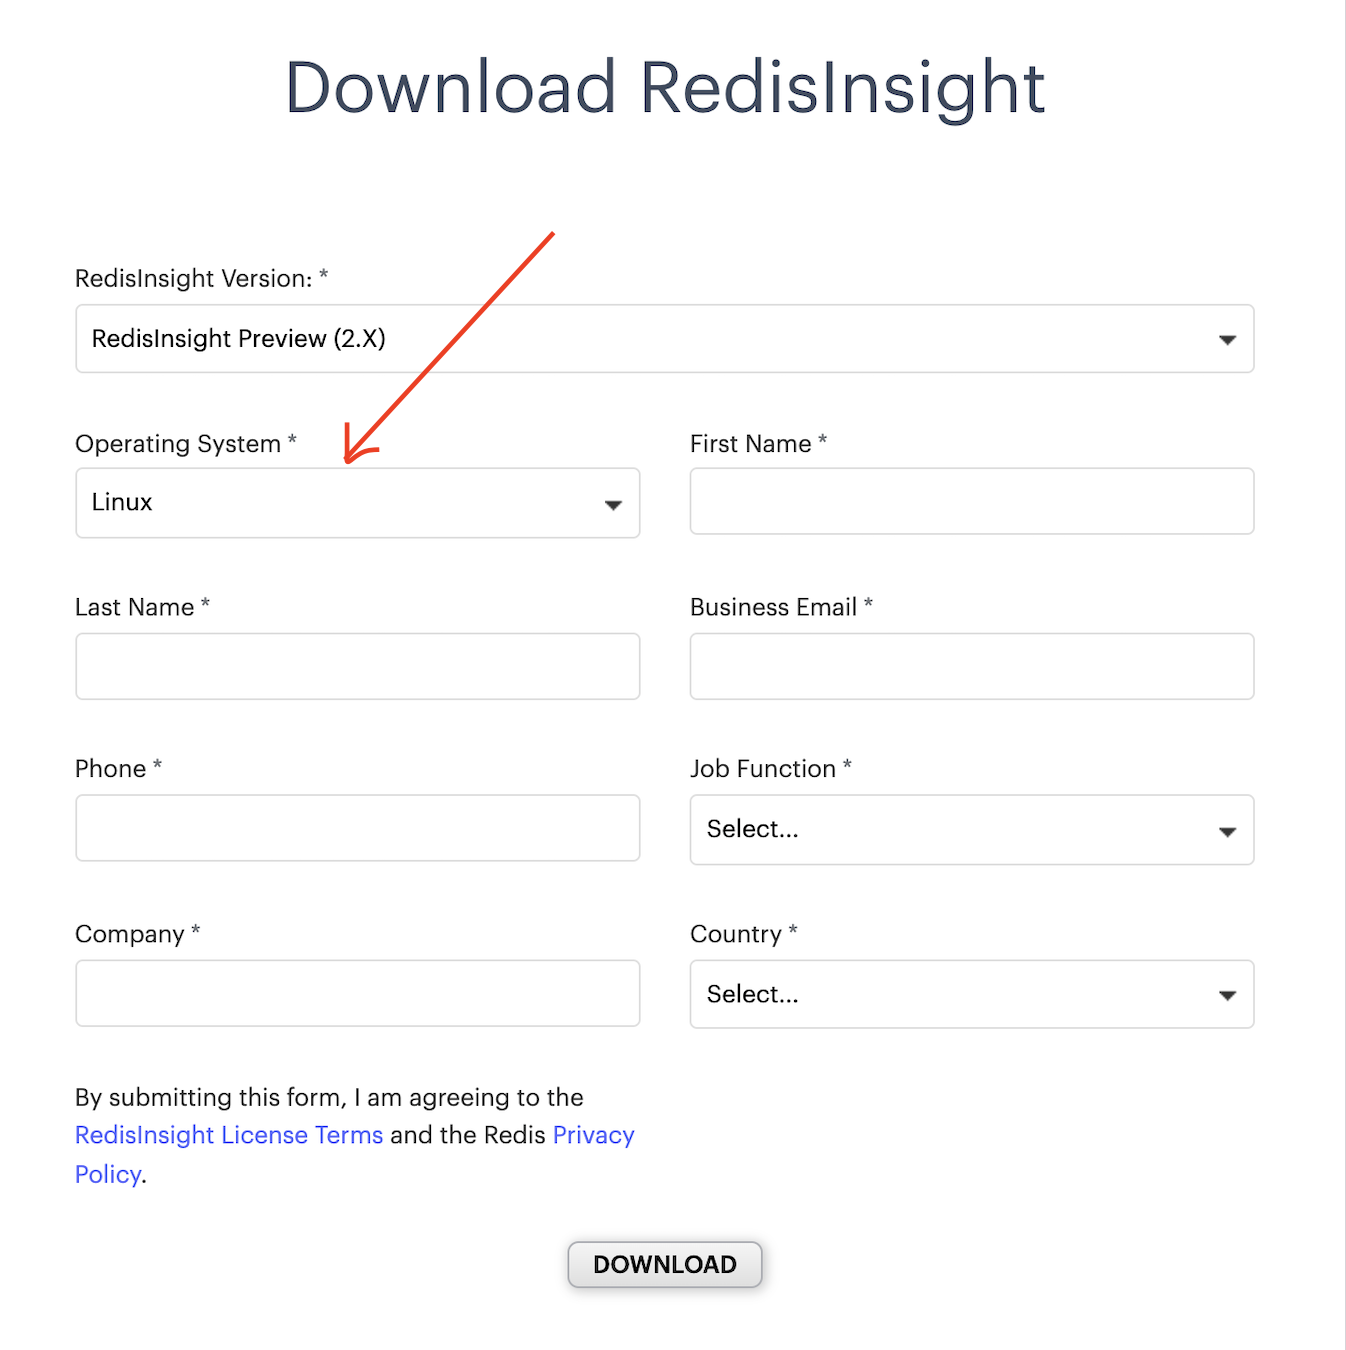 Download RedisInsight
RedisInsight Version: *
RedisInsight Preview (2.X)
Operating System *
First Name *
Linux
Last Name *
Business Email *
Phone *
Job Function *
Select...
Company *
Country *
Select...
By submitting this form, I am agreeing to the
RedisInsight License Terms and the Redis Privacy
Policy.
DOWNLOAD